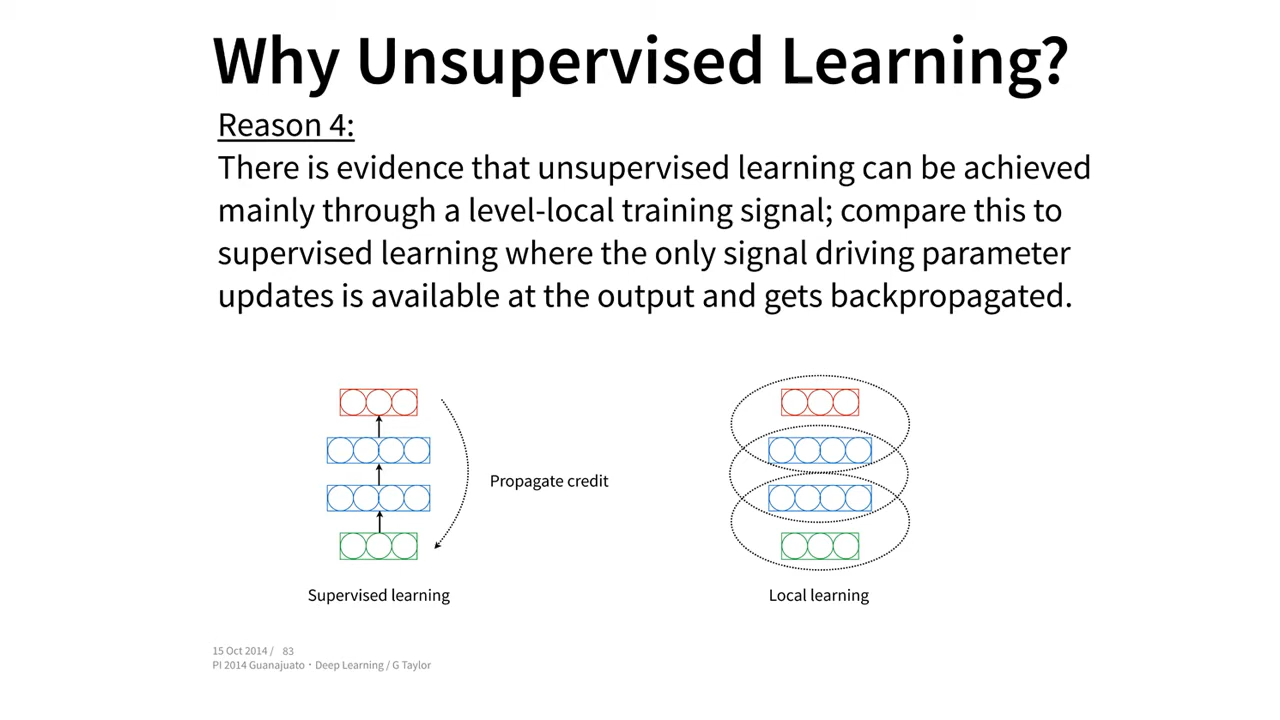 Why Unsupervised Learning?
Reason 4:
There is evidence that unsupervised learning can be achieved
mainly through a level-local training signal; compare this to
supervised learning where the only signal driving parameter
updates is available at the output and gets backpropagated.
Propagate credit
Supervised learning
Local learning
15 Oct 2014 / 83
PI 2014 Guanajuato · Deep Learning / G Taylor